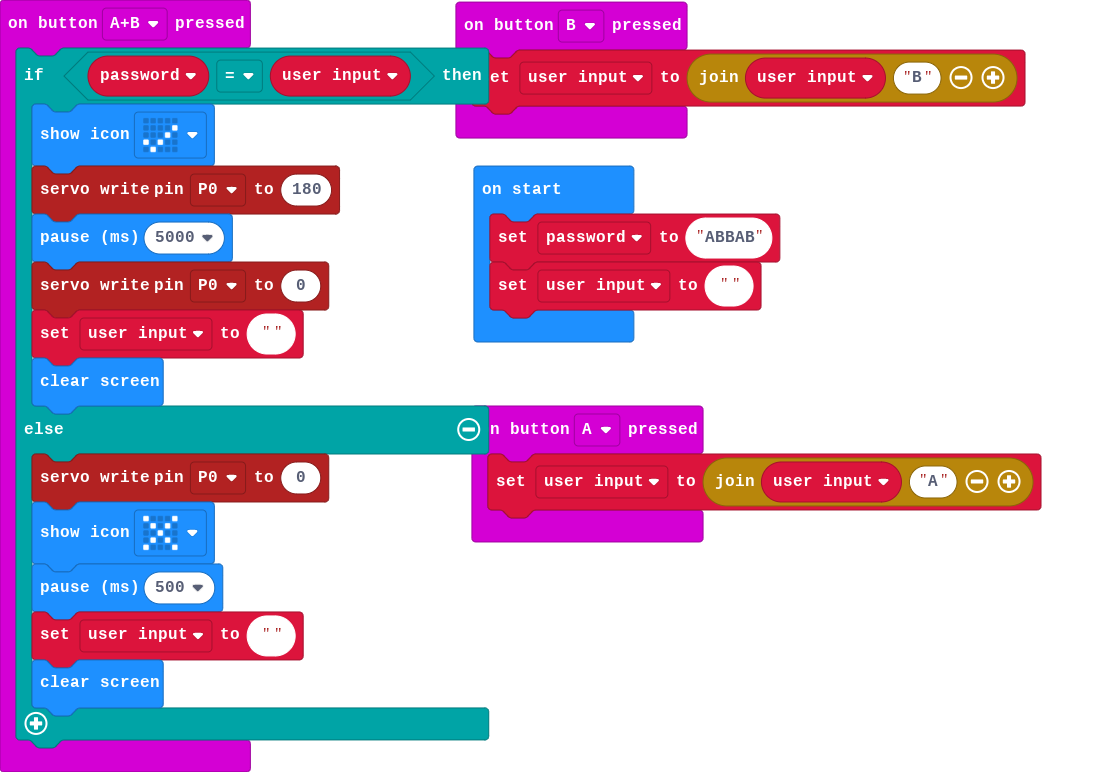 on button A+B pressed
if password = user input then
show icon
servo write pin P0 to 180
pause (ms) 5000
servo write pin P0 to 0
set user input to ""
clear screen
else
servo write pin P0 to 0
show icon
pause (ms) 500
set user input to ""
clear screen
on button B pressed
et user input to join user input "B"
on start
set password to "ABBAB"
set user input to ""
n button A pressed
set user input to join user input "A"